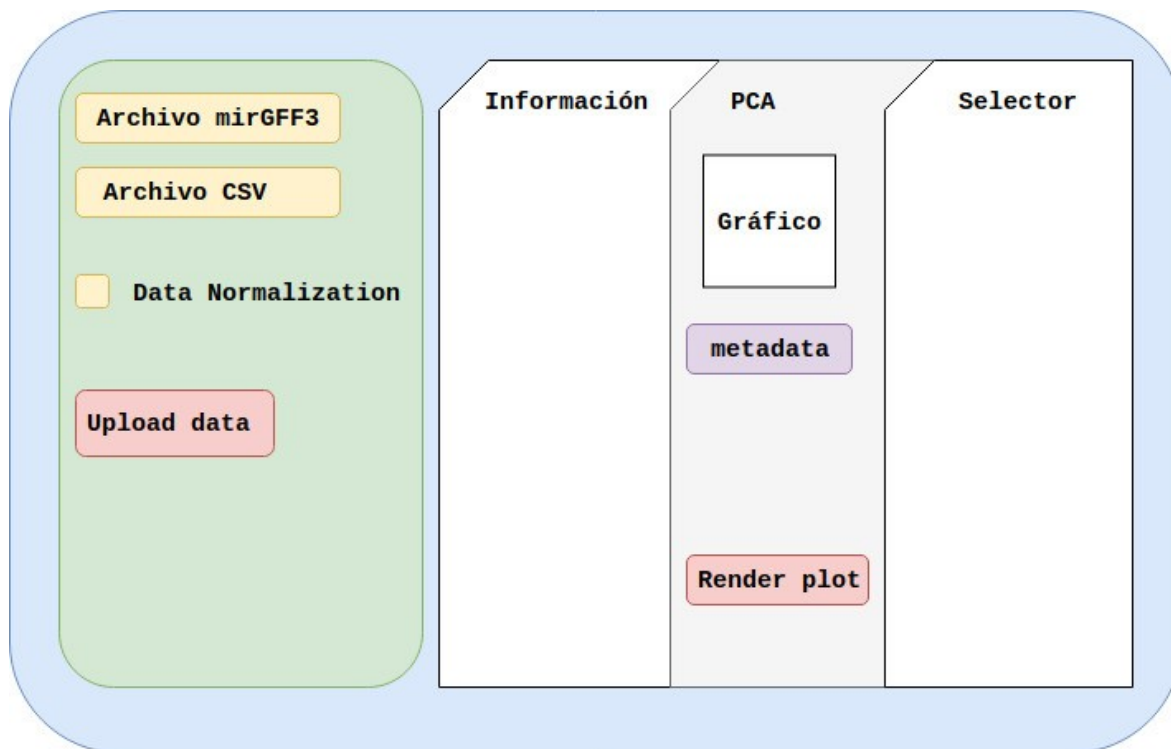 Archivo mirGFF3
Archivo CSV
Data Normalization
Upload data
Información
PCA
Gráfico
metadata
Render plot
Selector